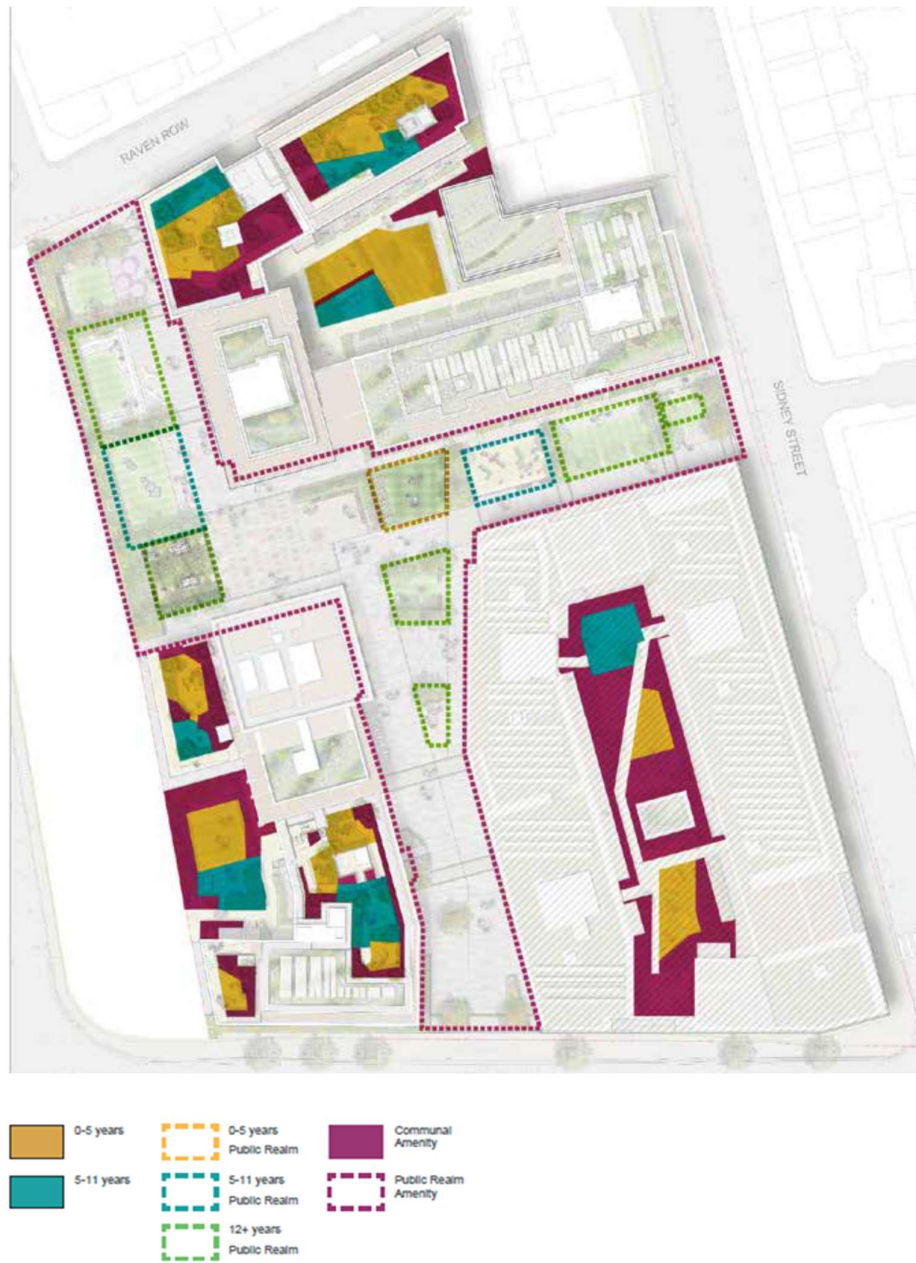 RAVEN ROW
SIDNEY STREET
0-5 years
0-5 years
Public Realm
Communal
Amenity
5-11 years
5-11 years
Public Realm
Public Realm
Amenity
12+ years
Public Realm